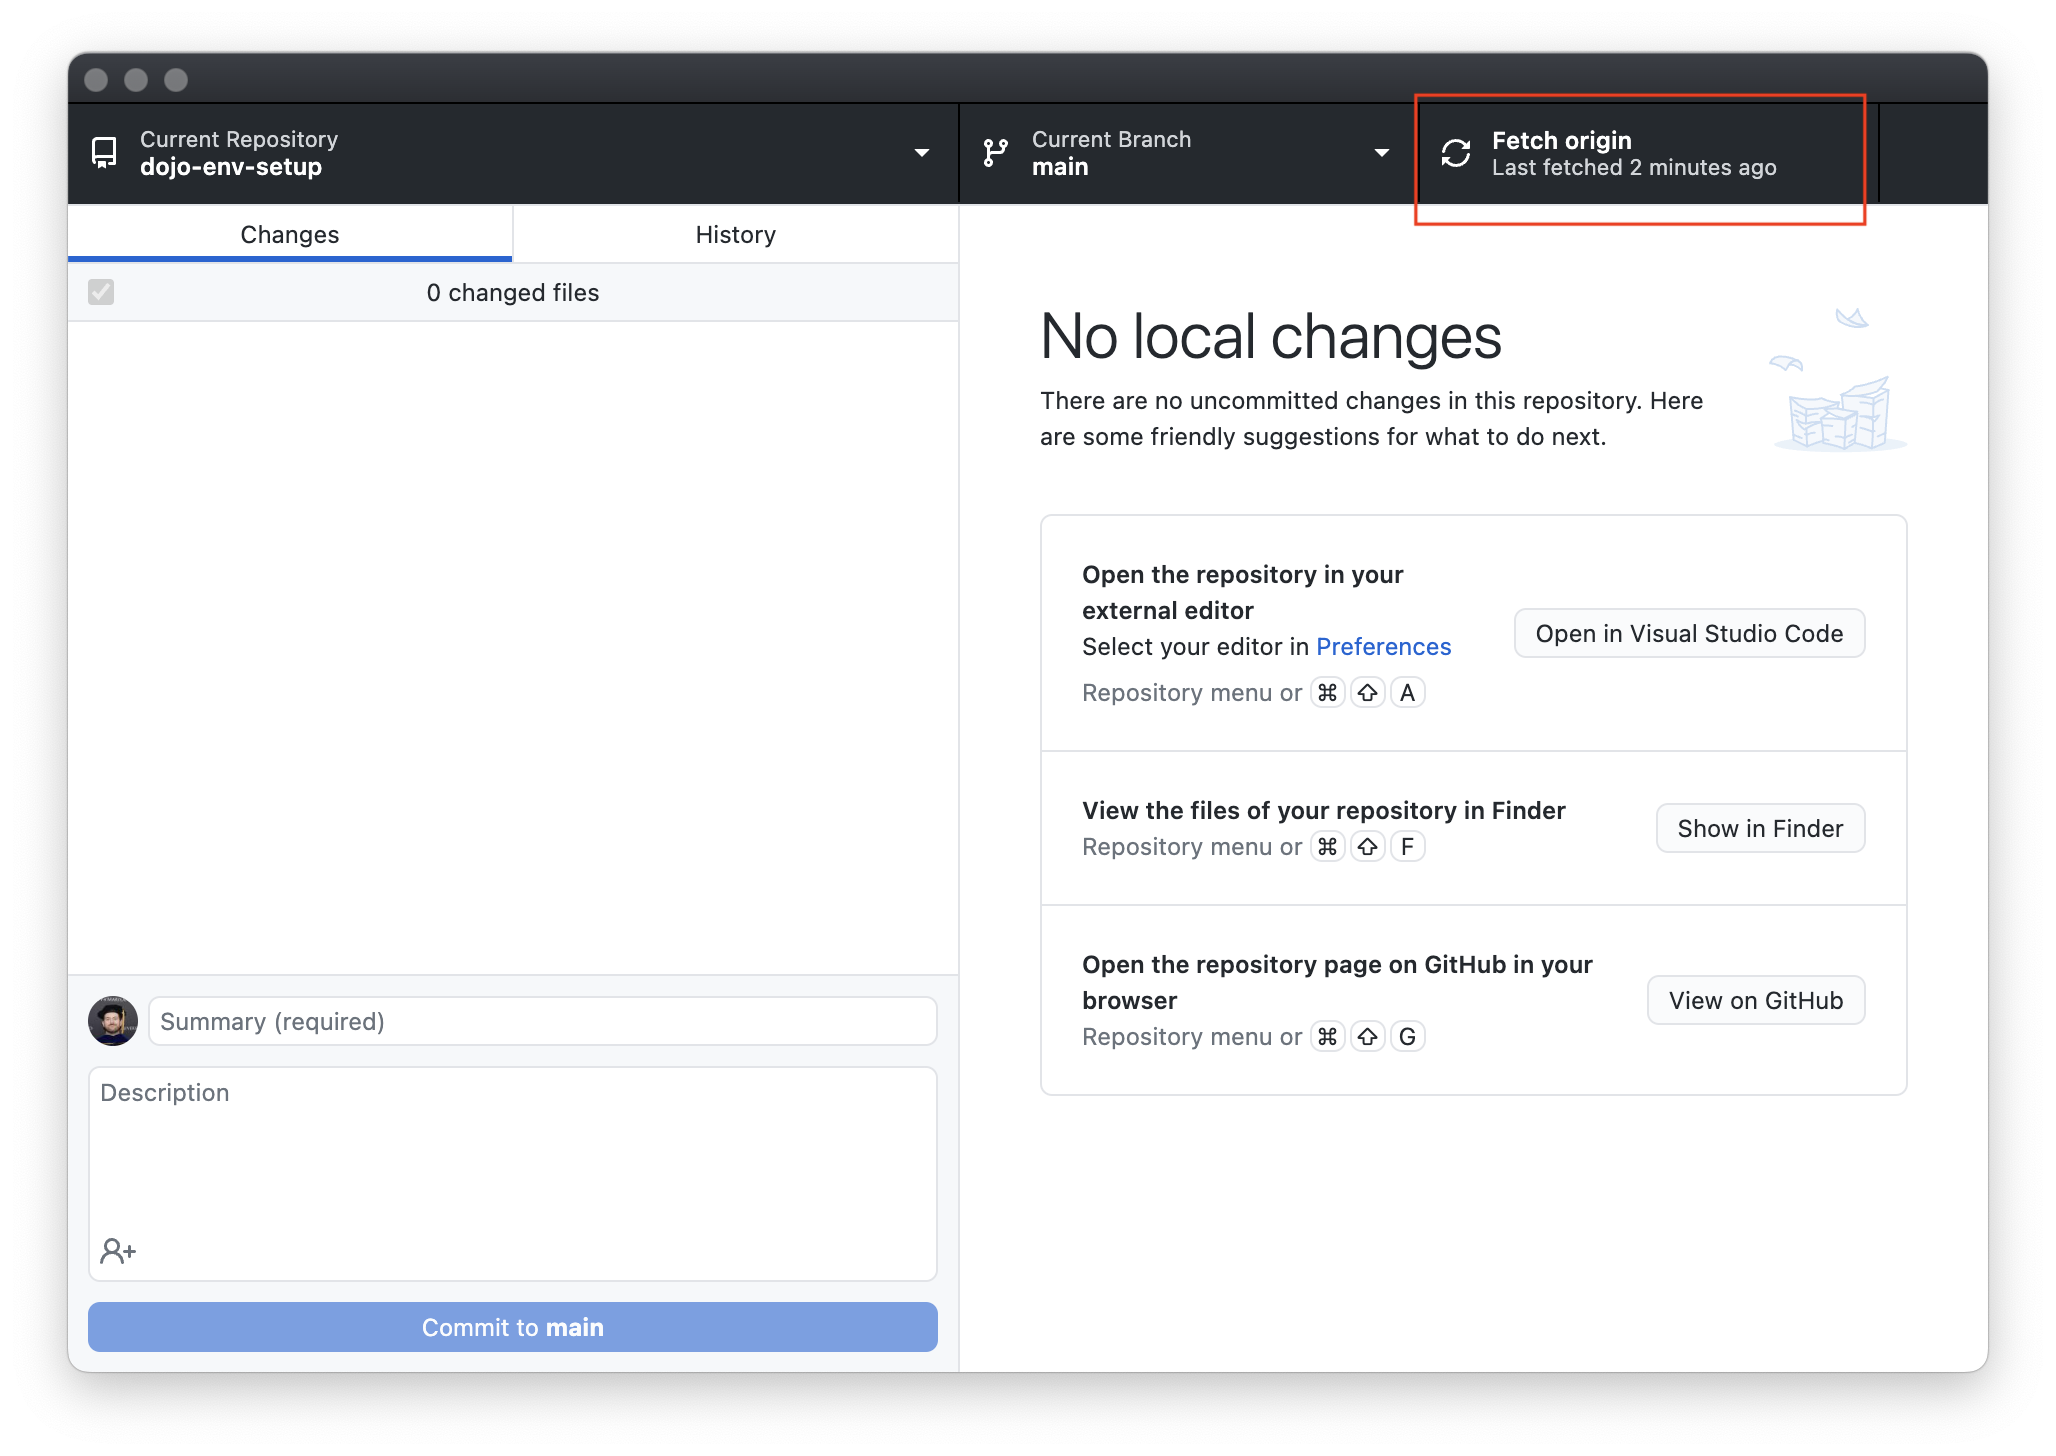 Current Repository
dojo-env-setup
Current Branch
main
Fetch origin
Last fetched 2 minutes ago
Changes
History
0 changed files
No local changes
There are no uncommitted changes in this repository. Here
are some friendly suggestions for what to do next.
Open the repository in your
external editor
Select your editor in Preferences
Repository menu or ⌘ ⇧ A
Open in Visual Studio Code
View the files of your repository in Finder
Repository menu or ⌘ ⇧ F
Show in Finder
Open the repository page on GitHub in your
browser
Repository menu or ⌘ ⇧ G
View on GitHub
Summary (required)
Description
Commit to main